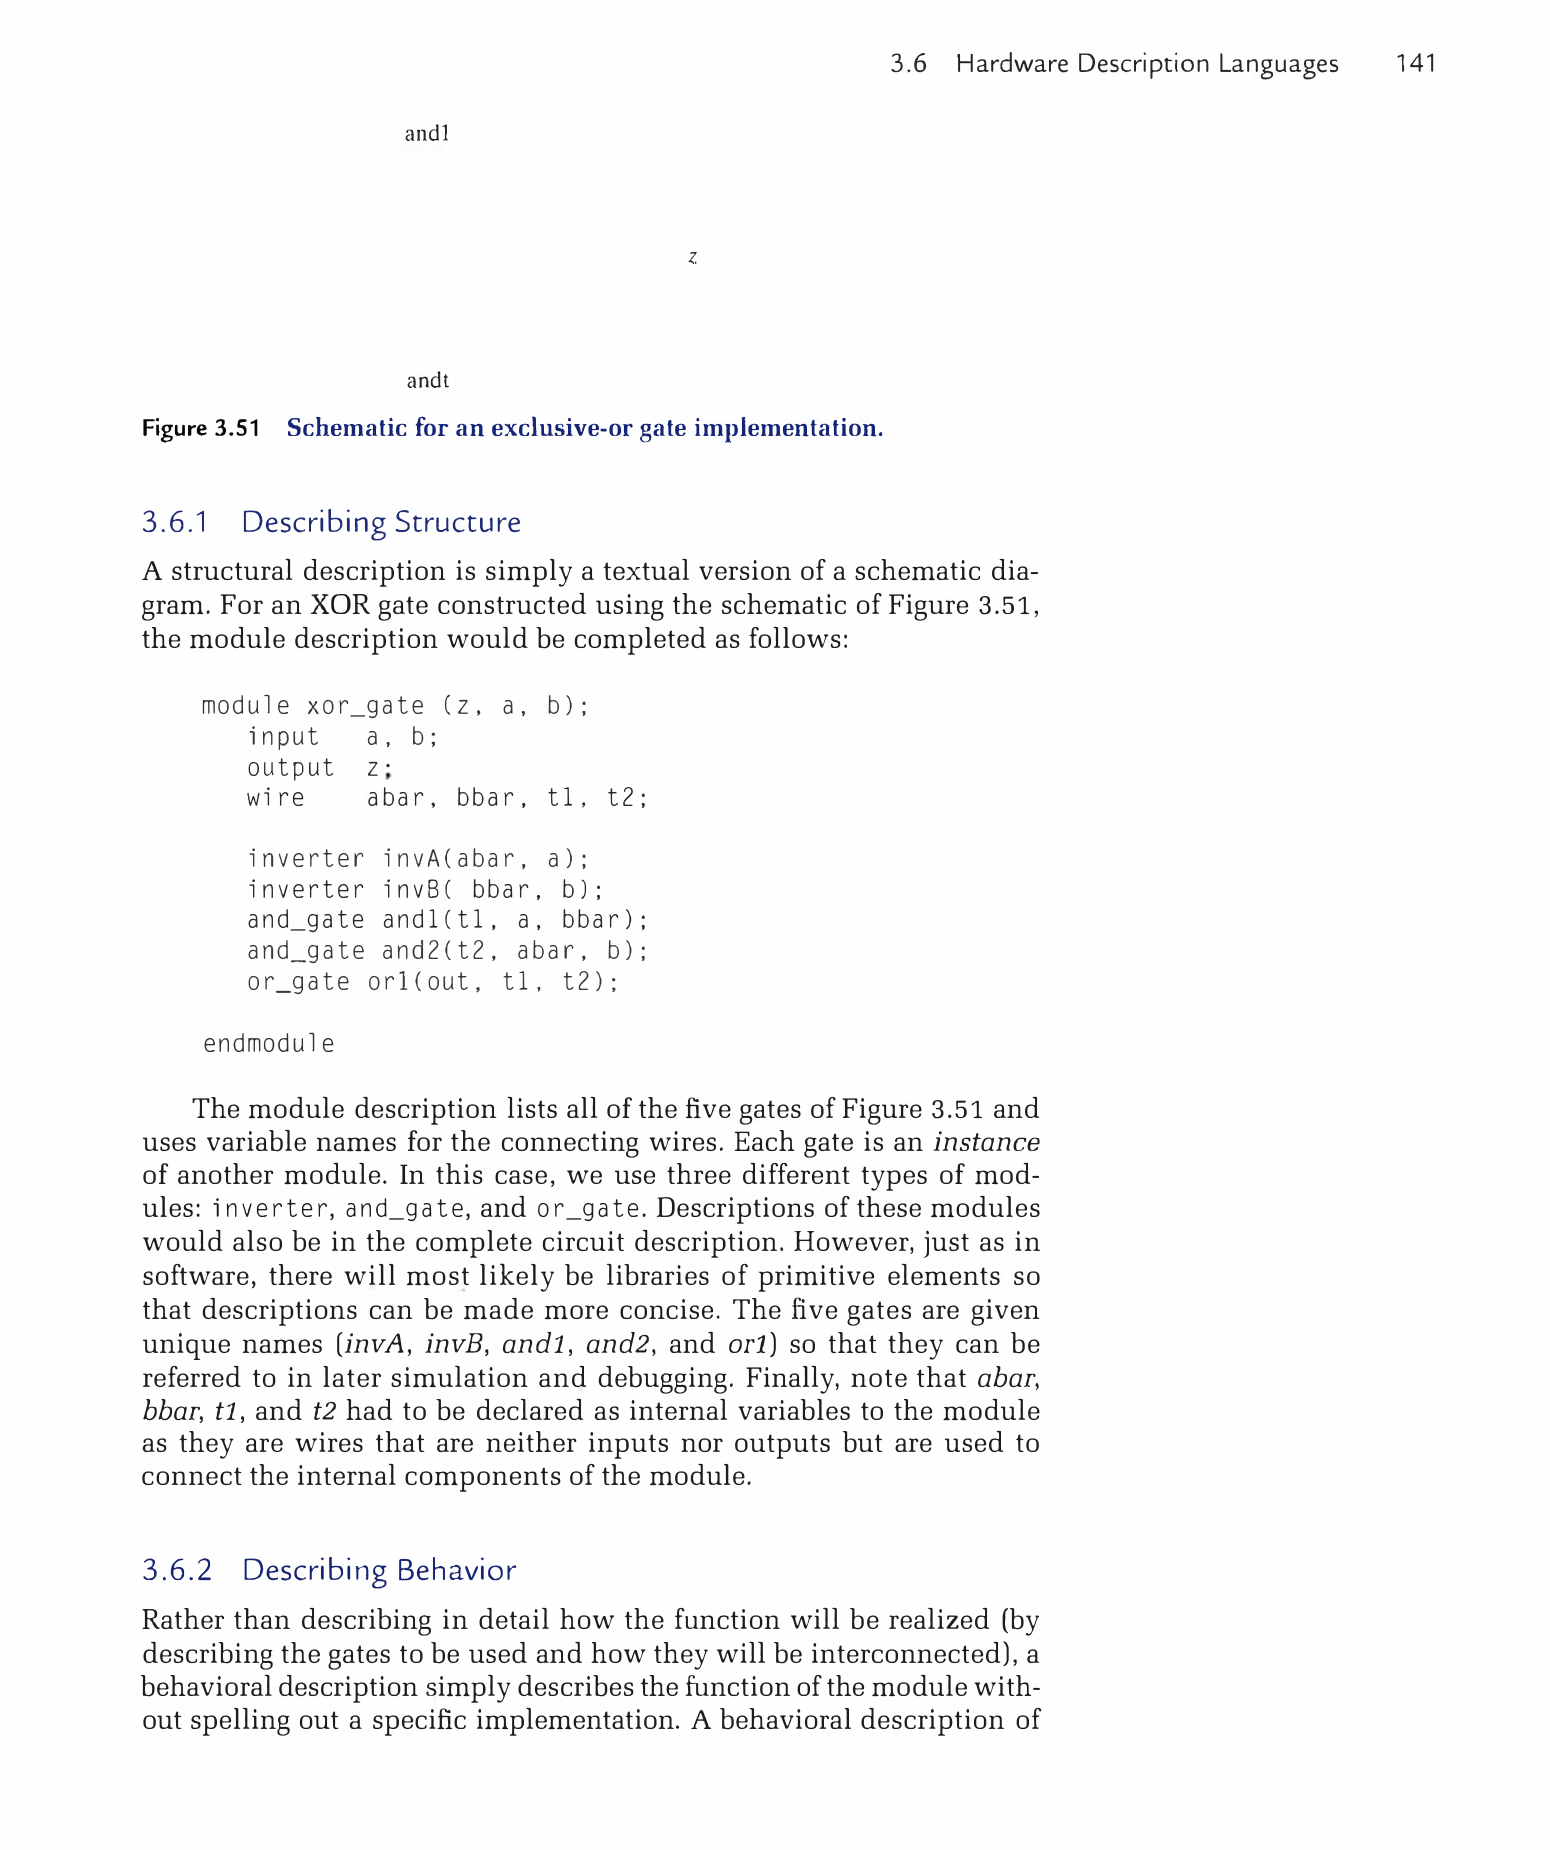 3.6 Hardware Description Languages 141
and1
z
andt
Figure 3.51 Schematic for an exclusive-or gate implementation.
3.6.1 Describing Structure
A structural description is simply a textual version of a schematic dia-
gram. For an XOR gate constructed using the schematic of Figure 3.51,
the module description would be completed as follows:
module xor_gate (z, a, b);
input a, b;
output z;
wire abar, bbar, t1, t2;
inverter invA(abar, a);
inverter invB( bbar, b);
and_gate and1(t1, a, bbar);
and_gate and2(t2, abar, b);
or_gate or1(out, t1, t2);
endmodule
The module description lists all of the five gates of Figure 3.51 and
uses variable names for the connecting wires. Each gate is an instance
of another module. In this case, we use three different types of mod-
ules: inverter, and_gate, and or_gate. Descriptions of these modules
would also be in the complete circuit description. However, just as in
software, there will most likely be libraries of primitive elements so
that descriptions can be made more concise. The five gates are given
unique names (invA, invB, and1, and2, and or1) so that they can be
referred to in later simulation and debugging. Finally, note that abar,
bbar, t1, and t2 had to be declared as internal variables to the module
as they are wires that are neither inputs nor outputs but are used to
connect the internal components of the module.
3.6.2 Describing Behavior
Rather than describing in detail how the function will be realized (by
describing the gates to be used and how they will be interconnected), a
behavioral description simply describes the function of the module with-
out spelling out a specific implementation. A behavioral description of